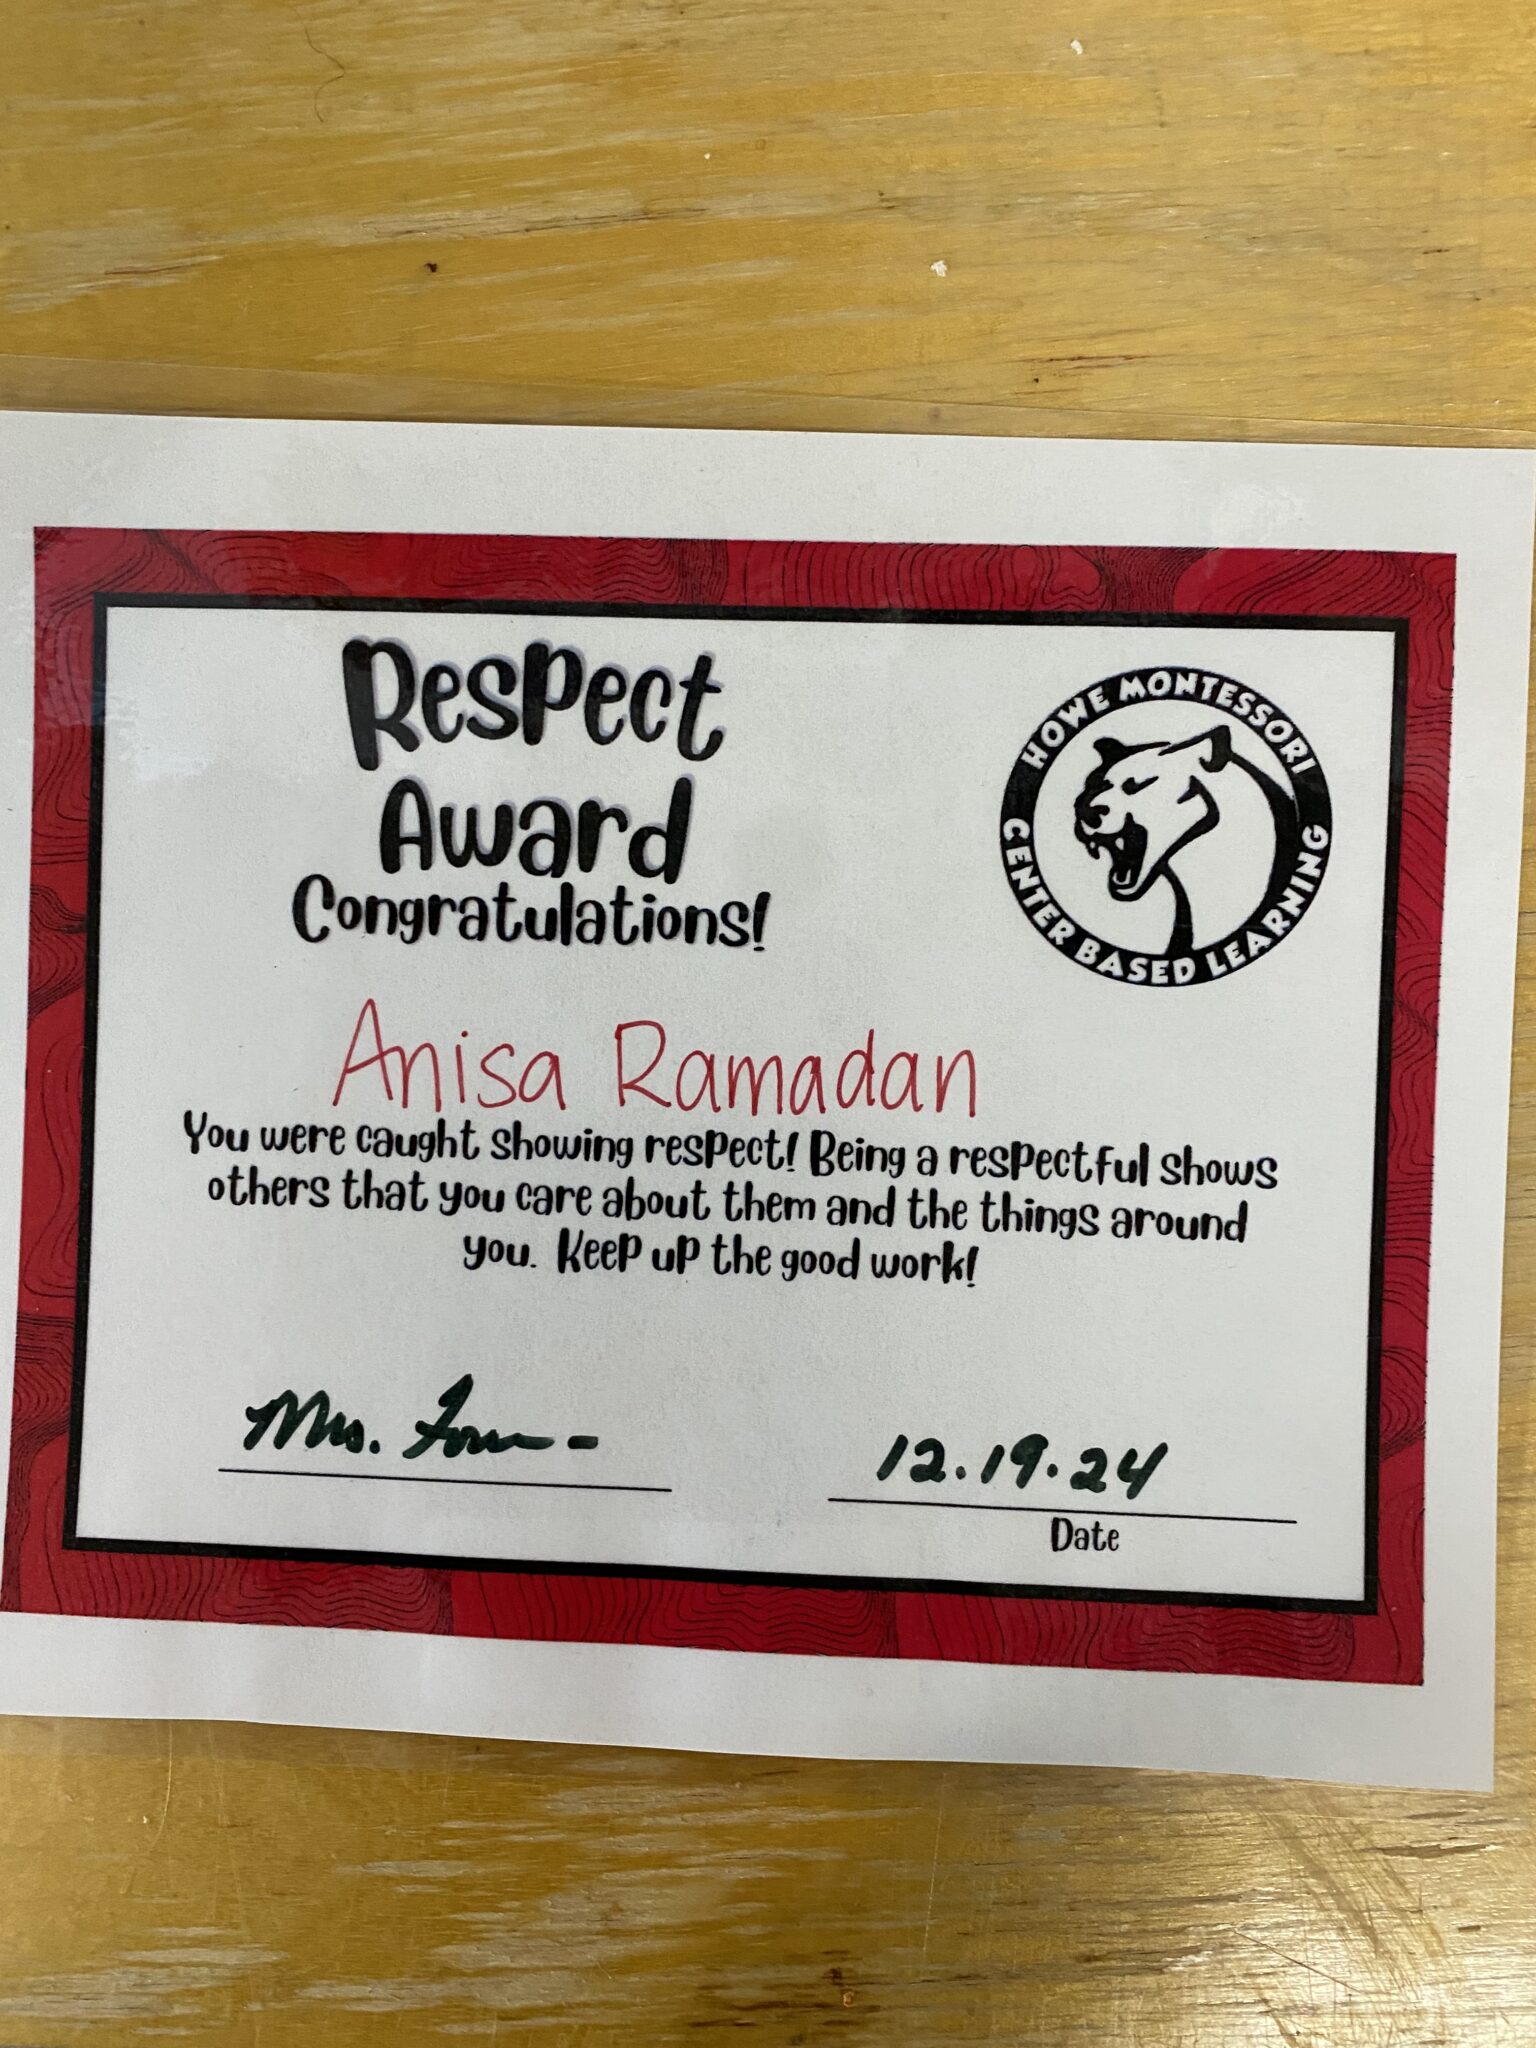 Respect
Award
Congratulations!
HOWE MONTESSORI
CENTER BASED LEARNING
Anisa Ramadan
You were caught showing respect! Being a respectful shows
others that you care about them and the things around
you. Keep up the good work!
Mrs.
12.19.24
Date